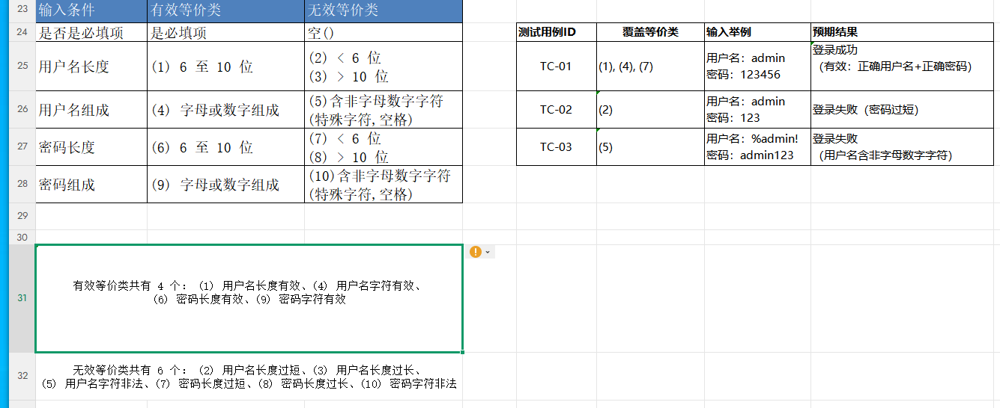 23
输入条件
有效等价类
无效等价类
24
是否是必填项
是必填项
空()
测试用例ID
覆盖等价类
输入举例
预期结果
25
用户名长度
(1) 6 至 10 位
(2) < 6 位
(3) > 10 位
TC-01
(1), (4), (7)
用户名：admin
密码：123456
登录成功
（有效：正确用户名+正确密码）
26
用户名组成
(4) 字母或数字组成
(5)含非字母数字字符
(特殊字符,空格)
TC-02
(2)
用户名：admin
密码：123
登录失败（密码过短）
27
密码长度
(6) 6 至 10 位
(7) < 6 位
(8) > 10 位
TC-03
(5)
用户名：%admin!
密码：admin123
登录失败
（用户名含非字母数字字符）
28
密码组成
(9) 字母或数字组成
(10)含非字母数字字符
(特殊字符,空格)
29
30
31
有效等价类共有 4 个：（1） 用户名长度有效、（4） 用户名字符有效、
（6） 密码长度有效、（9） 密码字符有效
32
无效等价类共有 6 个：（2） 用户名长度过短、（3） 用户名长度过长、
（5） 用户名字符非法、（7） 密码长度过短、（8） 密码长度过长、（10） 密码字符非法